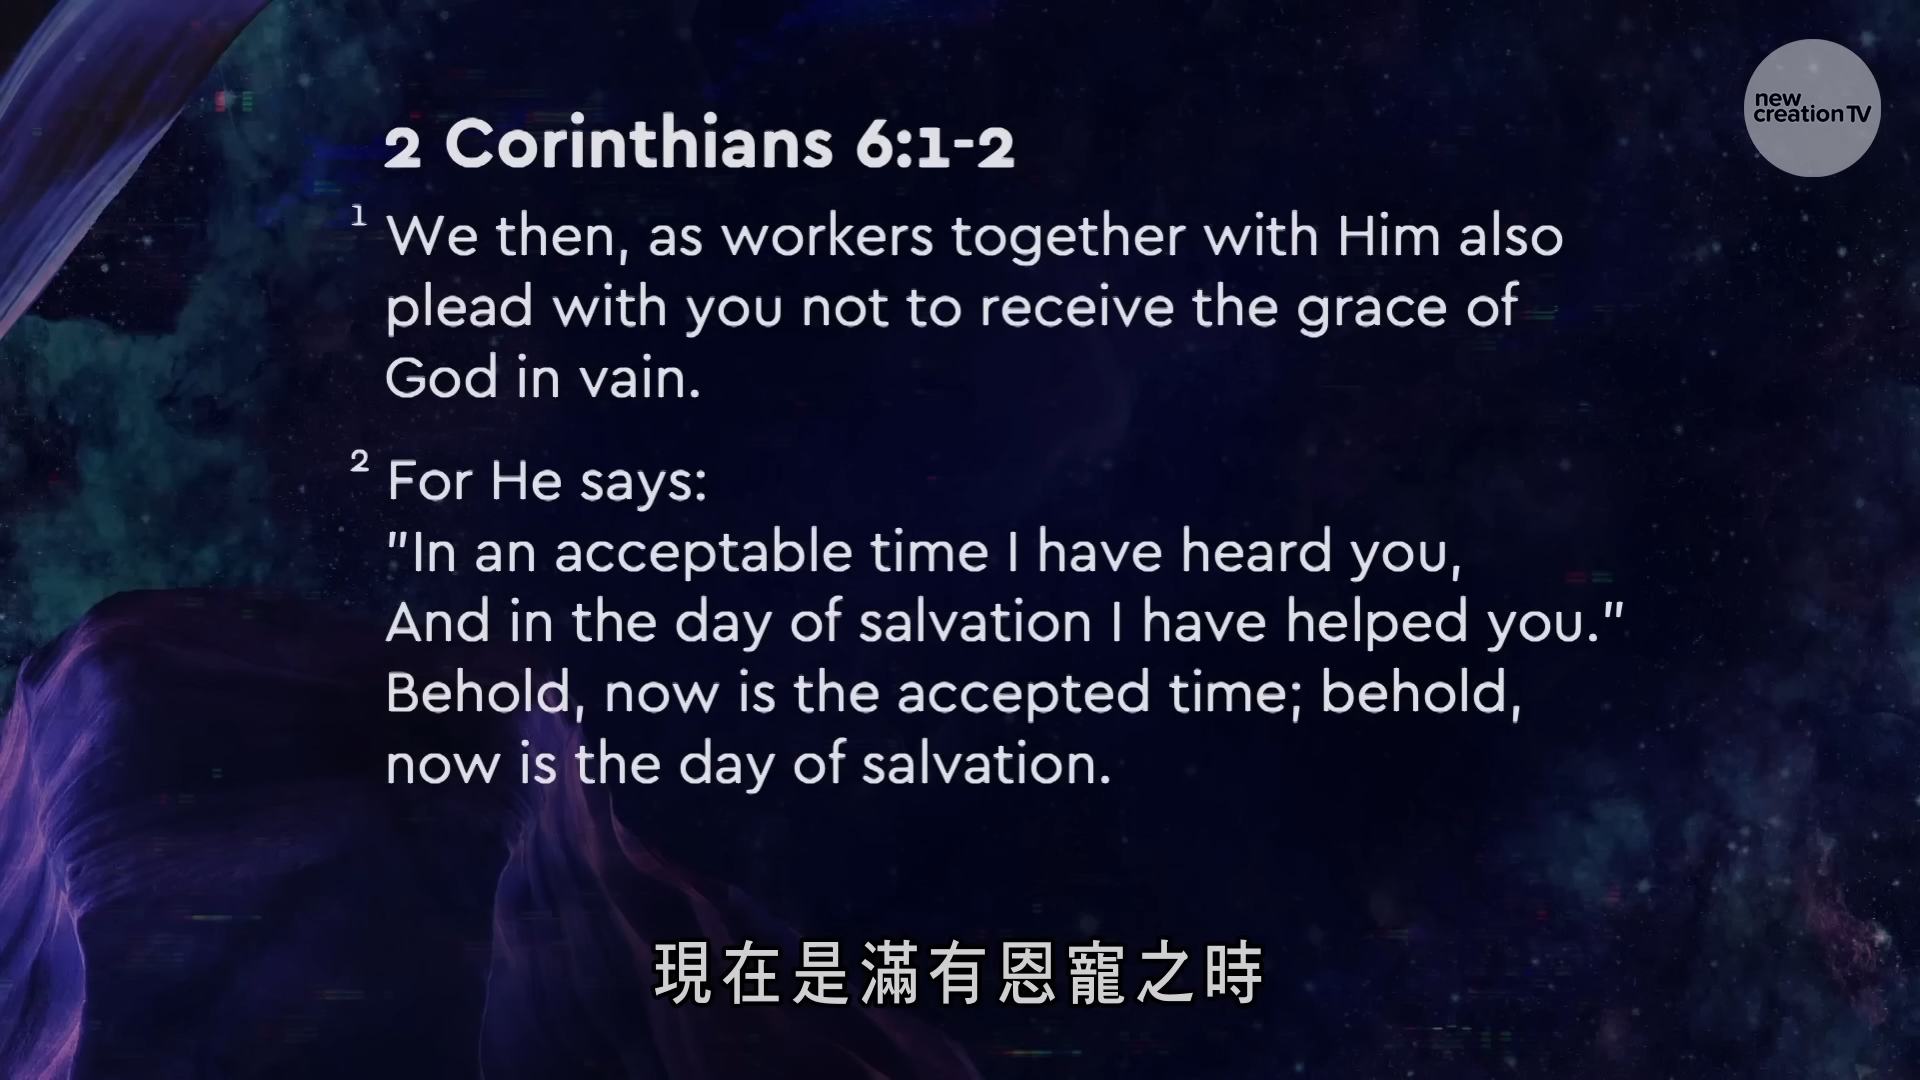 new
creation TV
2 Corinthians 6:1-2
1 We then, as workers together with Him also
plead with you not to receive the grace of
God in vain.
2 For He says:
"In an acceptable time I have heard you,
And in the day of salvation I have helped you."
Behold, now is the accepted time; behold,
now is the day of salvation.
現在是滿有恩寵之時